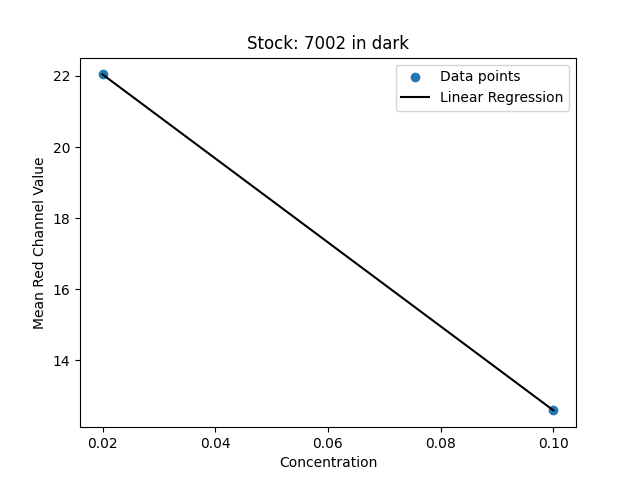 Stock: 7002 in dark
Data points
Linear Regression
Mean Red Channel Value
22
20
18
16
14
0.02 0.04 0.06 0.08 0.10
Concentration